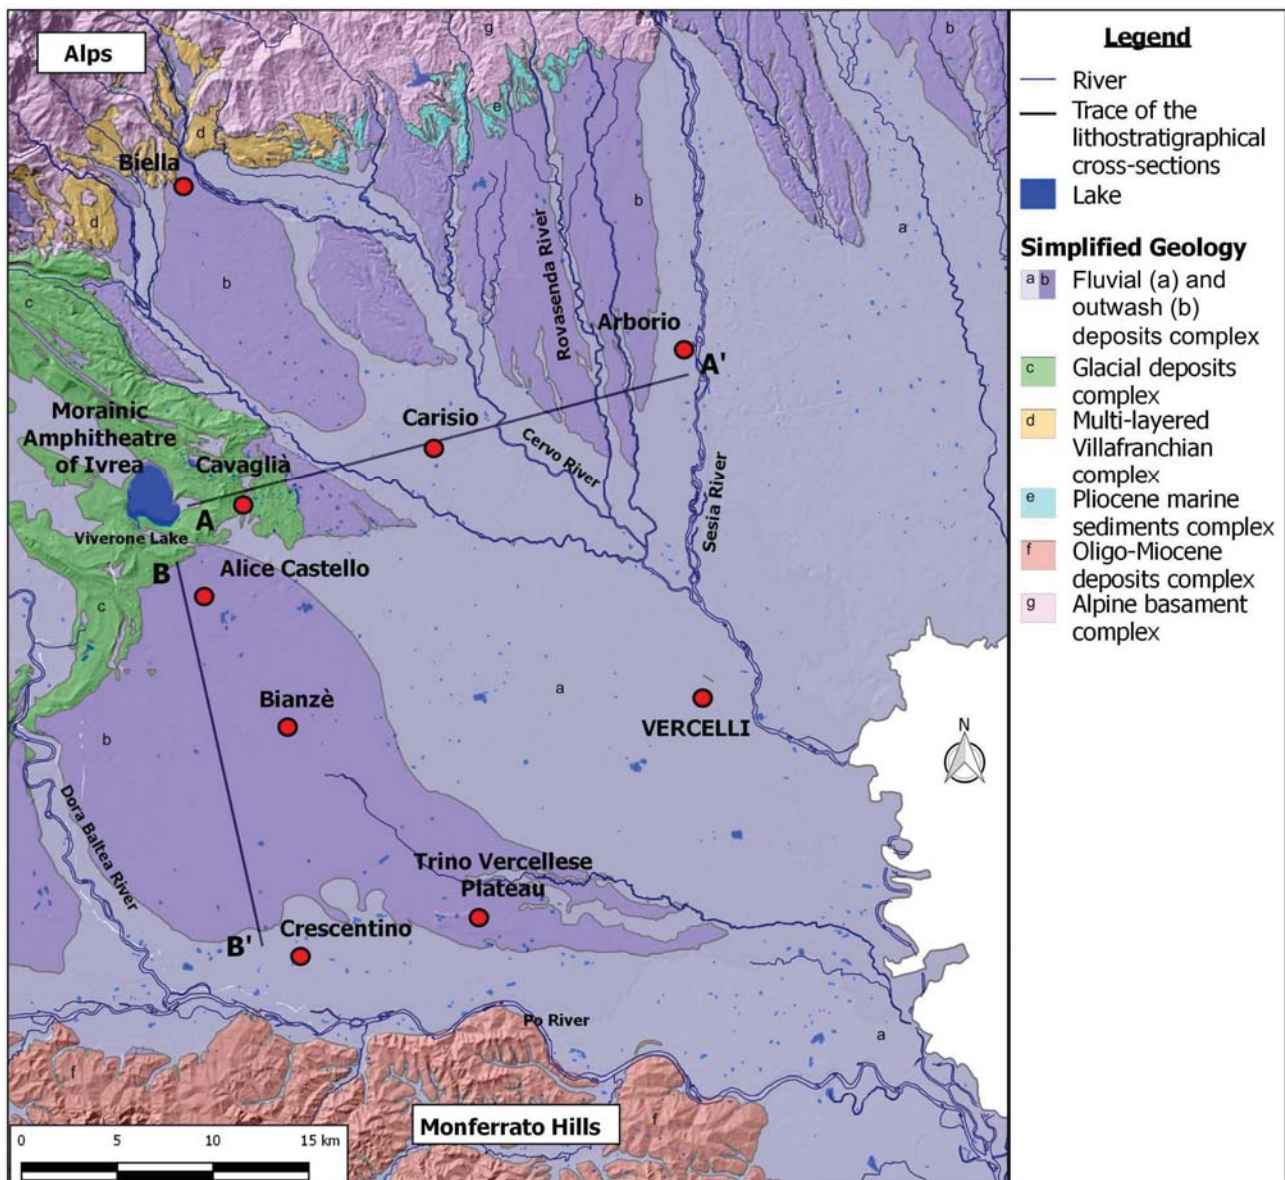 Alps
g
b
e
d
Biella
d
b
a
c
b
Rovasenda River
Arborio
A'
Morainic
Amphitheatre
of Ivrea
Carisio
Cavaglià
Cervo River
A
Sesia River
Viverone Lake
B
Alice Castello
c
a
Bianzè
VERCELLI
b
N
Dora Baltea River
Trino Vercellese
Plateau
B'
Crescentino
Po River
a
f
Monferrato Hills
f
0 5 10 15 km
Legend
River
Trace of the
lithostratigraphical
cross-sections
Lake
Simplified Geology
a b Fluvial (a) and
outwash (b)
deposits complex
c Glacial deposits
complex
d Multi-layered
Villafranchian
complex
e Pliocene marine
sediments complex
f Oligo-Miocene
deposits complex
g Alpine basament
complex